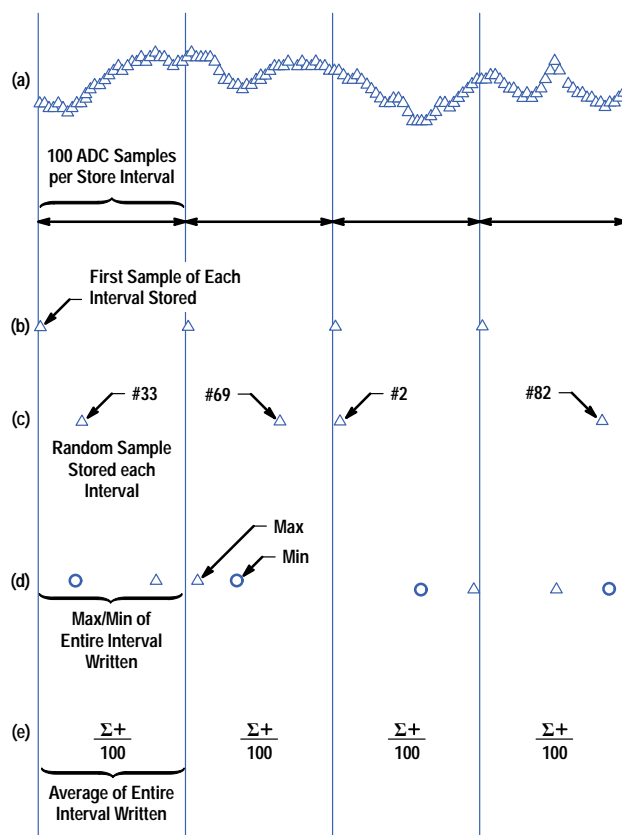 (a)
100 ADC Samples
per Store Interval
First Sample of Each
Interval Stored
(b)
#33
#69
#2
#82
(c)
Random Sample
Stored each
Interval
Max
Min
(d)
Max/Min of
Entire Interval
Written
(e)
Σ+
100
Σ+
100
Σ+
100
Σ+
100
Average of Entire
Interval Written